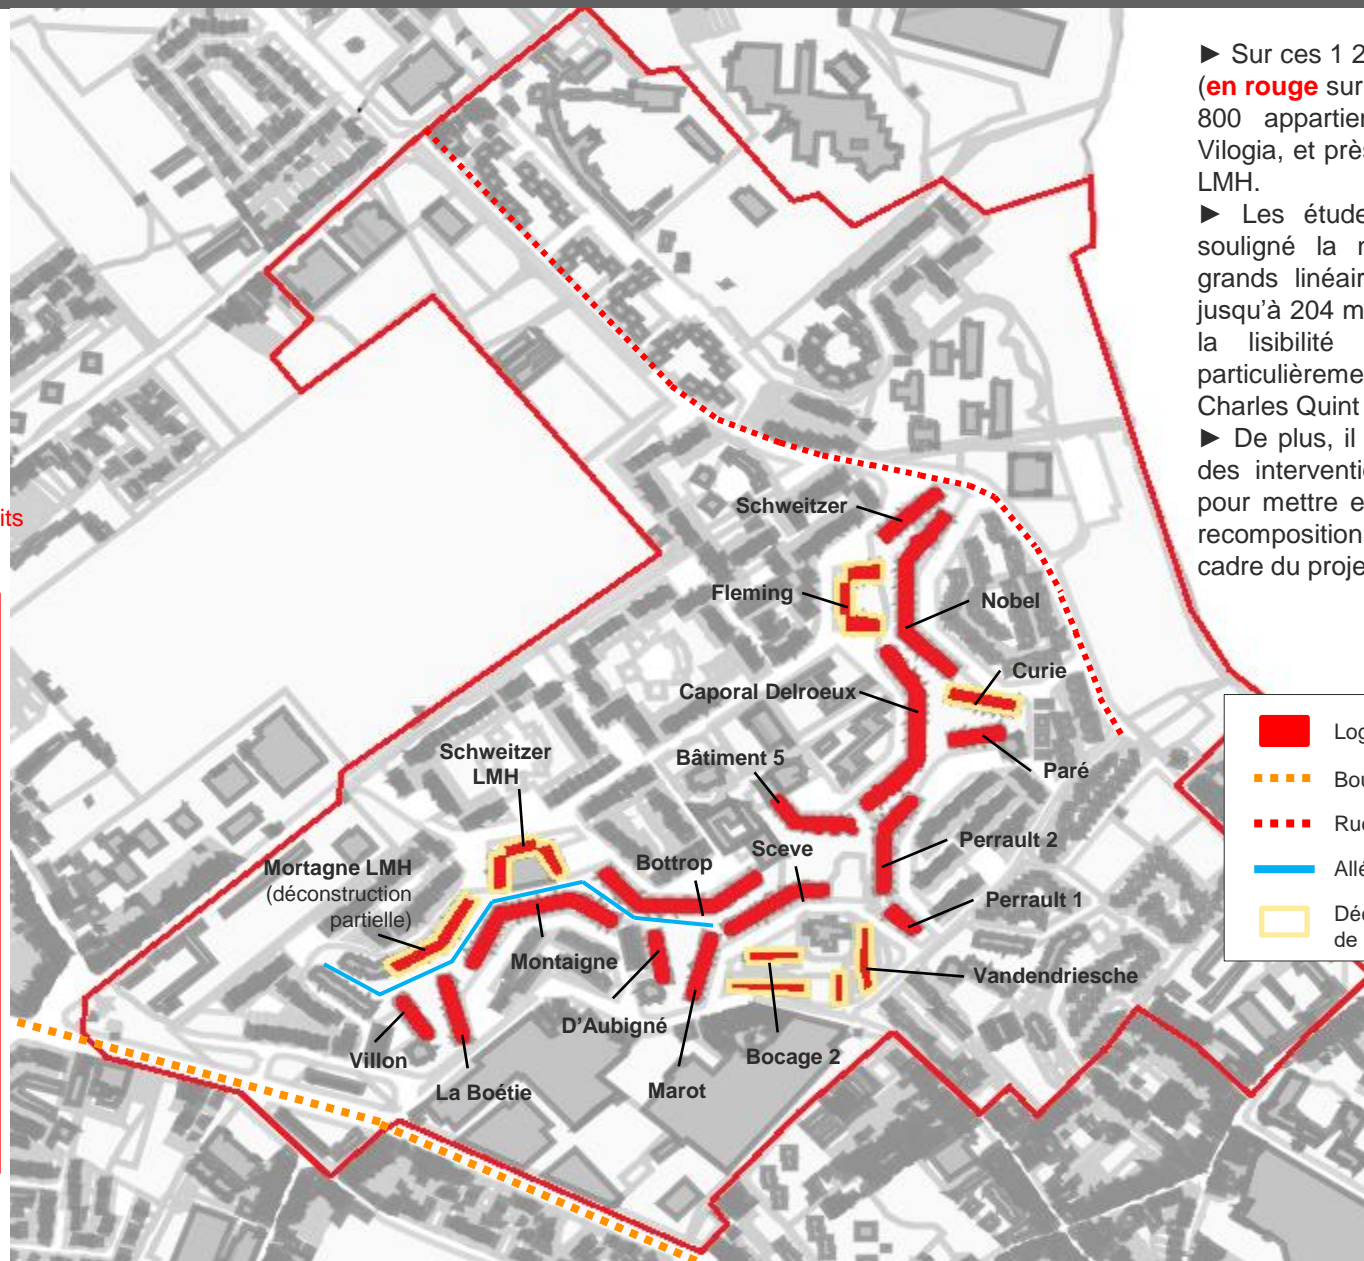 ► Sur ces 1 2
(en rouge sur
800 appartien
Vilogia, et près
LMH.
► Les étude
souligné la n
grands linéair
jusqu'à 204 m
la lisibilité
particulièreme
Charles Quint
► De plus, il
des interventi
pour mettre e
recomposition
cadre du proje
its
Schweitzer
Fleming
Nobel
Curie
Caporal Delroeux
Schweitzer
LMH
Bâtiment 5
Paré
Mortagne LMH
(déconstruction
partielle)
Bottrop
Sceve
Perrault 2
Perrault 1
Montaigne
Vandendriesche
D'Aubigné
Villon
Bocage 2
La Boétie
Marot
Log
Bou
Rue
Allé
Déc
de